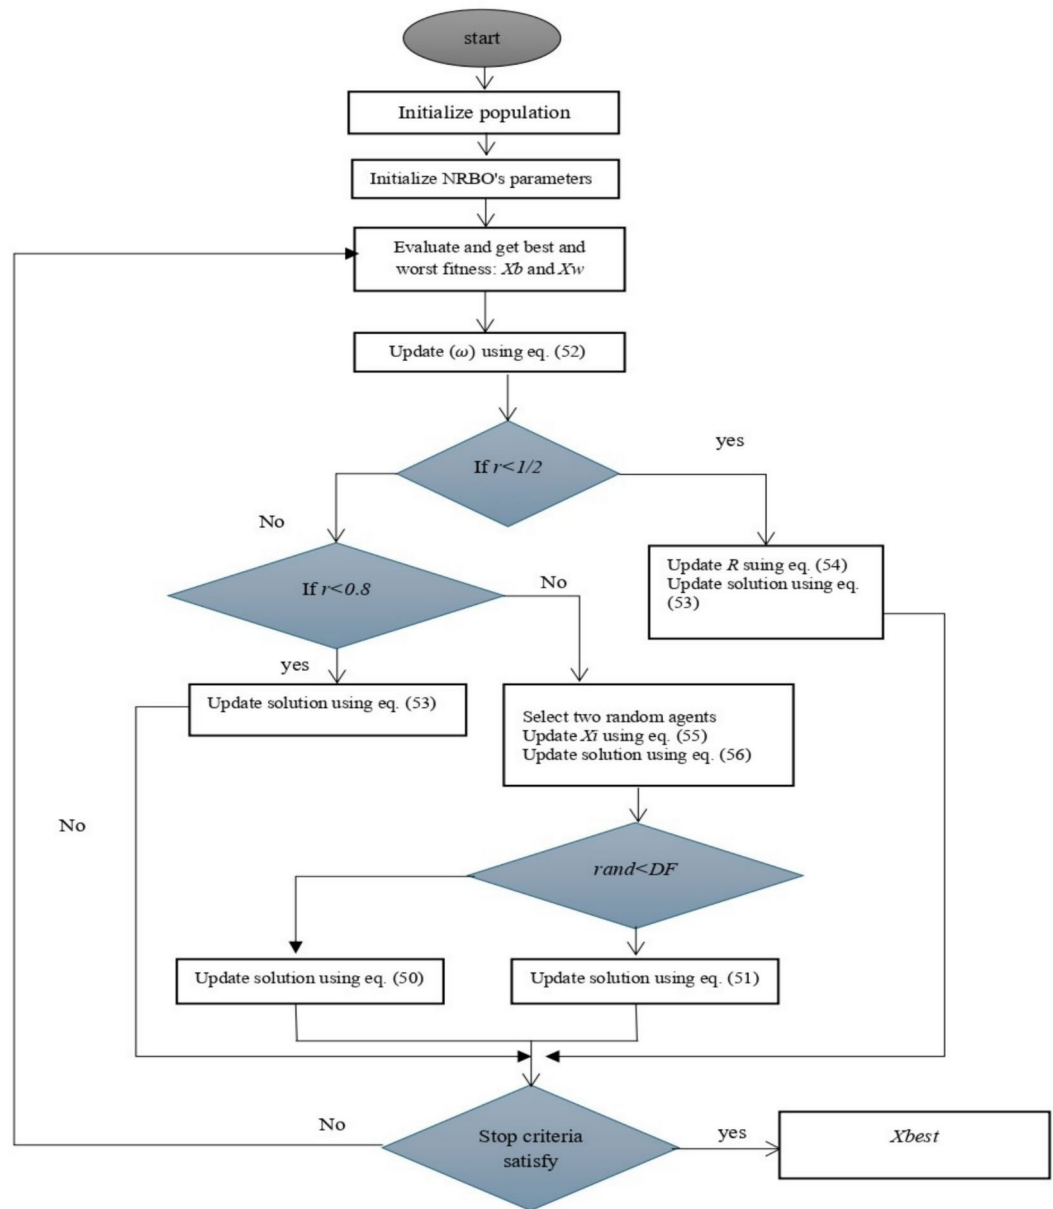 start
Initialize population
Initialize NRBO's parameters
Evaluate and get best and
worst fitness: Xb and Xw
Update (ω) using eq. (52)
If r<1/2
yes
No
Update R suing eq. (54)
Update solution using eq.
(53)
If r<0.8
No
yes
Update solution using eq. (53)
Select two random agents
Update Xi using eq. (55)
Update solution using eq. (56)
No
rand<DF
Update solution using eq. (50)
Update solution using eq. (51)
No
Stop criteria
satisfy
yes
Xbest